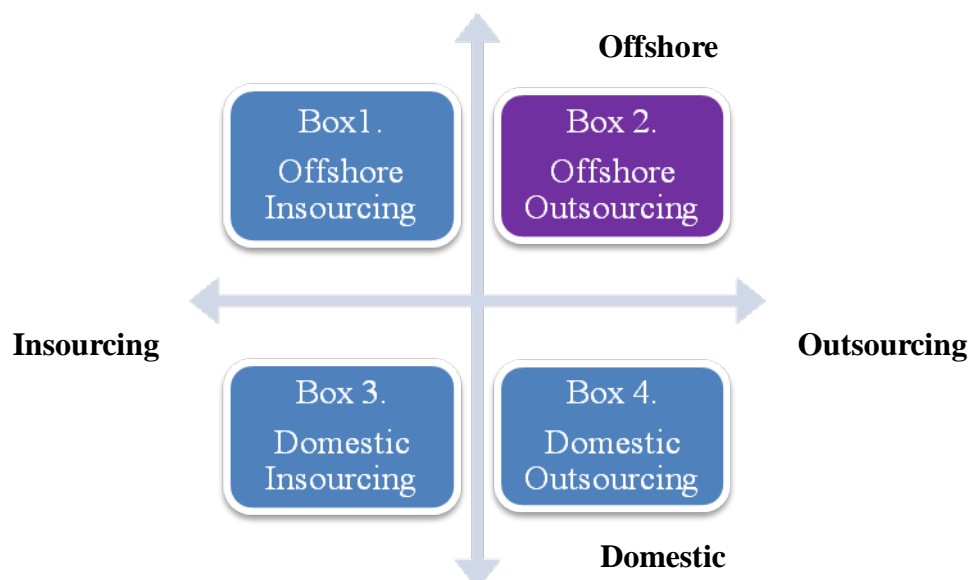 Offshore
Box1.
Offshore
Insourcing
Box 2.
Offshore
Outsourcing
Insourcing
Outsourcing
Box 3.
Domestic
Insourcing
Box 4.
Domestic
Outsourcing
Domestic